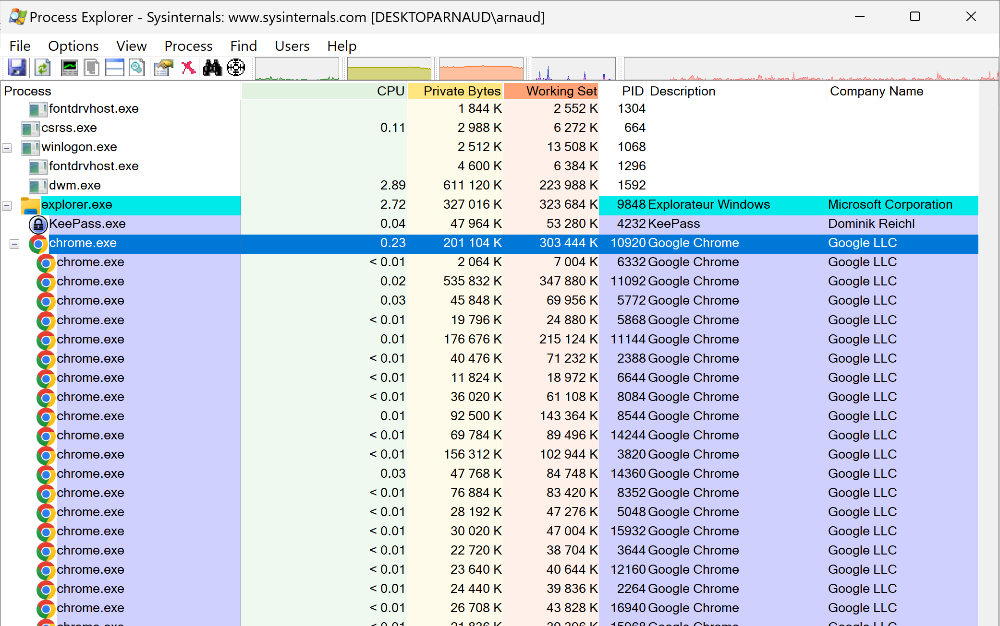 Process Explorer - Sysinternals: www.sysinternals.com [DESKTOPARNAUD\arnaud]
File Options View Process Find Users Help
Process CPU Private Bytes Working Set PID Description Company Name
fontdrvhost.exe 1 844 K 2 552 K 1304
csrss.exe 0.11 2 988 K 6 272 K 664
winlogon.exe 2 512 K 13 508 K 1068
fontdrvhost.exe 4 600 K 6 384 K 1296
dwm.exe 2.89 611 120 K 223 988 K 1592
explorer.exe 2.72 327 016 K 323 684 K 9848 Explorateur Windows Microsoft Corporation
KeePass.exe 0.04 47 964 K 53 280 K 4232 KeePass Dominik Reichl
chrome.exe 0.23 201 104 K 303 444 K 10920 Google Chrome Google LLC
chrome.exe < 0.01 2 064 K 7 004 K 6332 Google Chrome Google LLC
chrome.exe 0.02 535 832 K 347 880 K 11092 Google Chrome Google LLC
chrome.exe 0.03 45 848 K 69 956 K 5772 Google Chrome Google LLC
chrome.exe < 0.01 19 796 K 24 880 K 5868 Google Chrome Google LLC
chrome.exe 0.01 176 676 K 215 124 K 11144 Google Chrome Google LLC
chrome.exe < 0.01 40 476 K 71 232 K 2388 Google Chrome Google LLC
chrome.exe < 0.01 11 824 K 18 972 K 6644 Google Chrome Google LLC
chrome.exe < 0.01 36 020 K 61 108 K 8084 Google Chrome Google LLC
chrome.exe 0.01 92 500 K 143 364 K 8544 Google Chrome Google LLC
chrome.exe < 0.01 69 784 K 89 496 K 14244 Google Chrome Google LLC
chrome.exe < 0.01 156 312 K 102 944 K 3820 Google Chrome Google LLC
chrome.exe 0.03 47 768 K 84 748 K 14360 Google Chrome Google LLC
chrome.exe < 0.01 76 884 K 83 420 K 8352 Google Chrome Google LLC
chrome.exe < 0.01 28 192 K 47 276 K 5048 Google Chrome Google LLC
chrome.exe < 0.01 30 020 K 47 004 K 15932 Google Chrome Google LLC
chrome.exe < 0.01 22 720 K 38 704 K 3644 Google Chrome Google LLC
chrome.exe < 0.01 23 640 K 40 644 K 12160 Google Chrome Google LLC
chrome.exe < 0.01 24 440 K 39 836 K 2264 Google Chrome Google LLC
chrome.exe < 0.01 26 708 K 43 828 K 16940 Google Chrome Google LLC